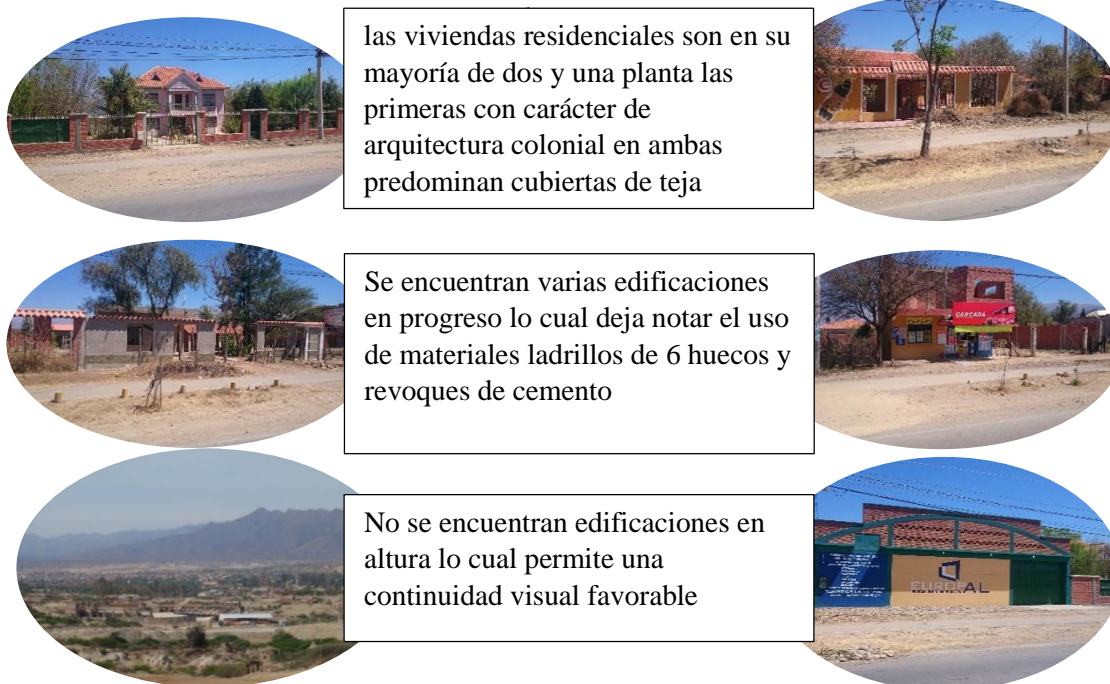 las viviendas residenciales son en su
mayoría de dos y una planta las
primeras con carácter de
arquitectura colonial en ambas
predominan cubiertas de teja
Se encuentran varias edificaciones
en progreso lo cual deja notar el uso
de materiales ladrillos de 6 huecos y
revoques de cemento
CASCADA
No se encuentran edificaciones en
altura lo cual permite una
continuidad visual favorable